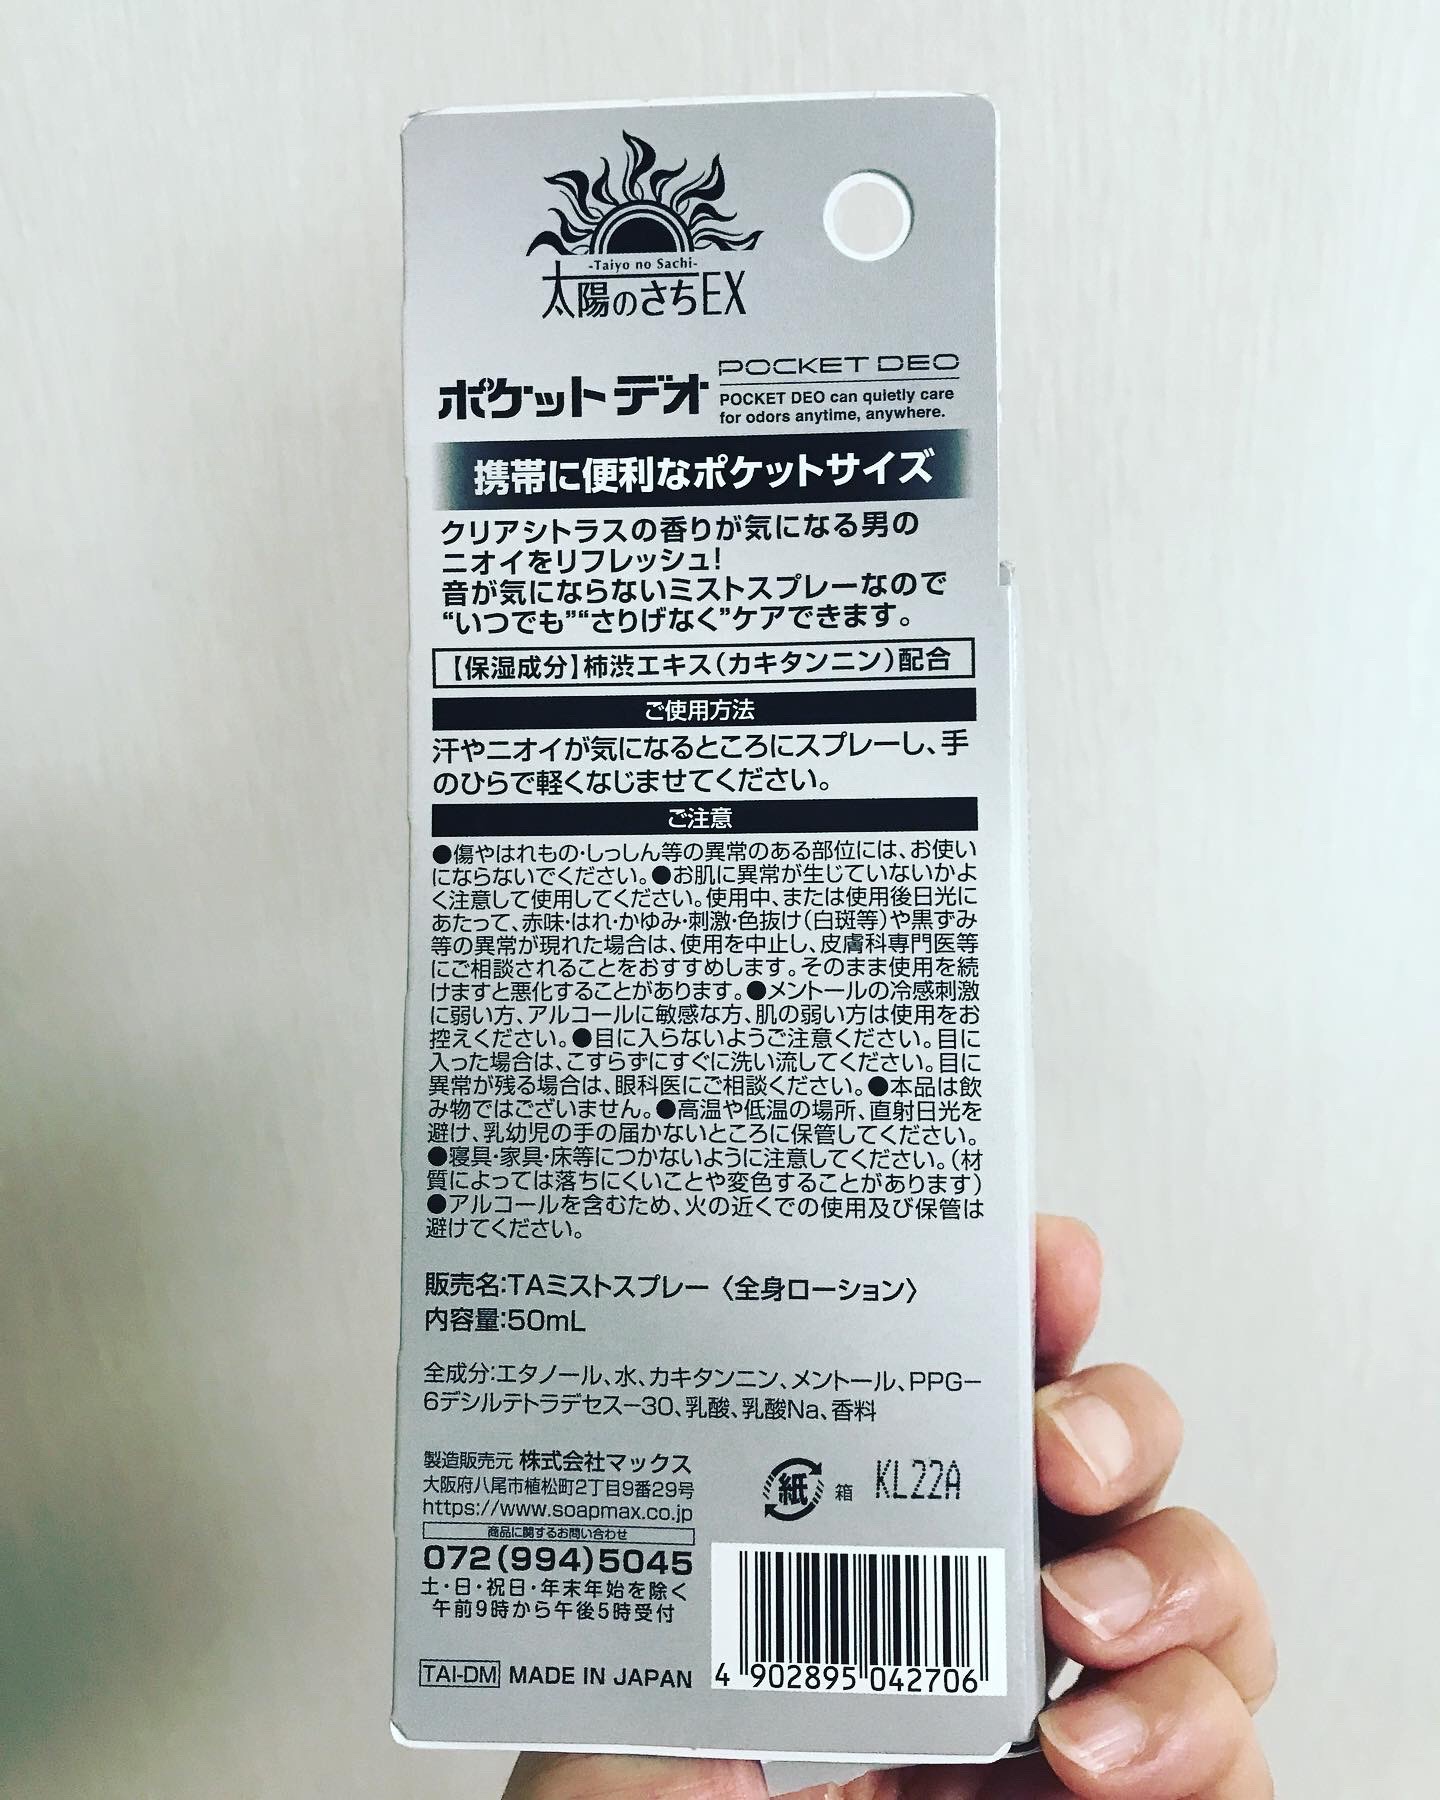 -Taiyo no Sachi-
太陽のさちEX
ポケットデオ
POCKET DEO
POCKET DEO can quietly care
for odors anytime, anywhere.
携帯に便利なポケットサイズ
クリアシトラスの香りが気になる男の
ニオイをリフレッシュ!
音が気にならないミストスプレーなので
“いつでも”“さりげなく”ケアできます。
【保湿成分】柿渋エキス(カキタンニン)配合
ご使用方法
汗やニオイが気になるところにスプレーし、手
のひらで軽くなじませてください。
ご注意
●傷やはれもの・しっしん等の異常のある部位には、お使い
にならないでください。●お肌に異常が生じていないかよ
く注意して使用してください。使用中、または使用後日光に
あたって、赤味・はれ・かゆみ・刺激・色抜け(白斑等)や黒ずみ
等の異常が現れた場合は、使用を中止し、皮膚科専門医等
にご相談されることをおすすめします。そのまま使用を続
けますと悪化することがあります。●メントールの冷感刺激
に弱い方、アルコールに敏感な方、肌の弱い方は使用をお
控えください。●目に入らないようご注意ください。目に
入った場合は、こすらずにすぐに洗い流してください。目に
異常が残る場合は、眼科医にご相談ください。●本品は飲
み物ではございません。●高温や低温の場所、直射日光を
避け、乳幼児の手の届かないところに保管してください。
●寝具・家具・床等につかないように注意してください。(材
質によっては落ちにくいことや変色することがあります)
●アルコールを含むため、火の近くでの使用及び保管は
避けてください。
販売名:TAミストスプレー〈全身ローション〉
内容量:50mL
全成分:エタノール、水、カキタンニン、メントール、PPG-
6デシルテトラデセス-30、乳酸、乳酸Na、香料
製造販売元 株式会社マックス
大阪府八尾市植松町2丁目9番29号
https://www.soapmax.co.jp
商品に関するお問い合わせ
072(994)5045
土・日・祝日・年末年始を除く
午前9時から午後5時受付
紙 箱
KL22A
TAI-DM MADE IN JAPAN
4 902895 042706